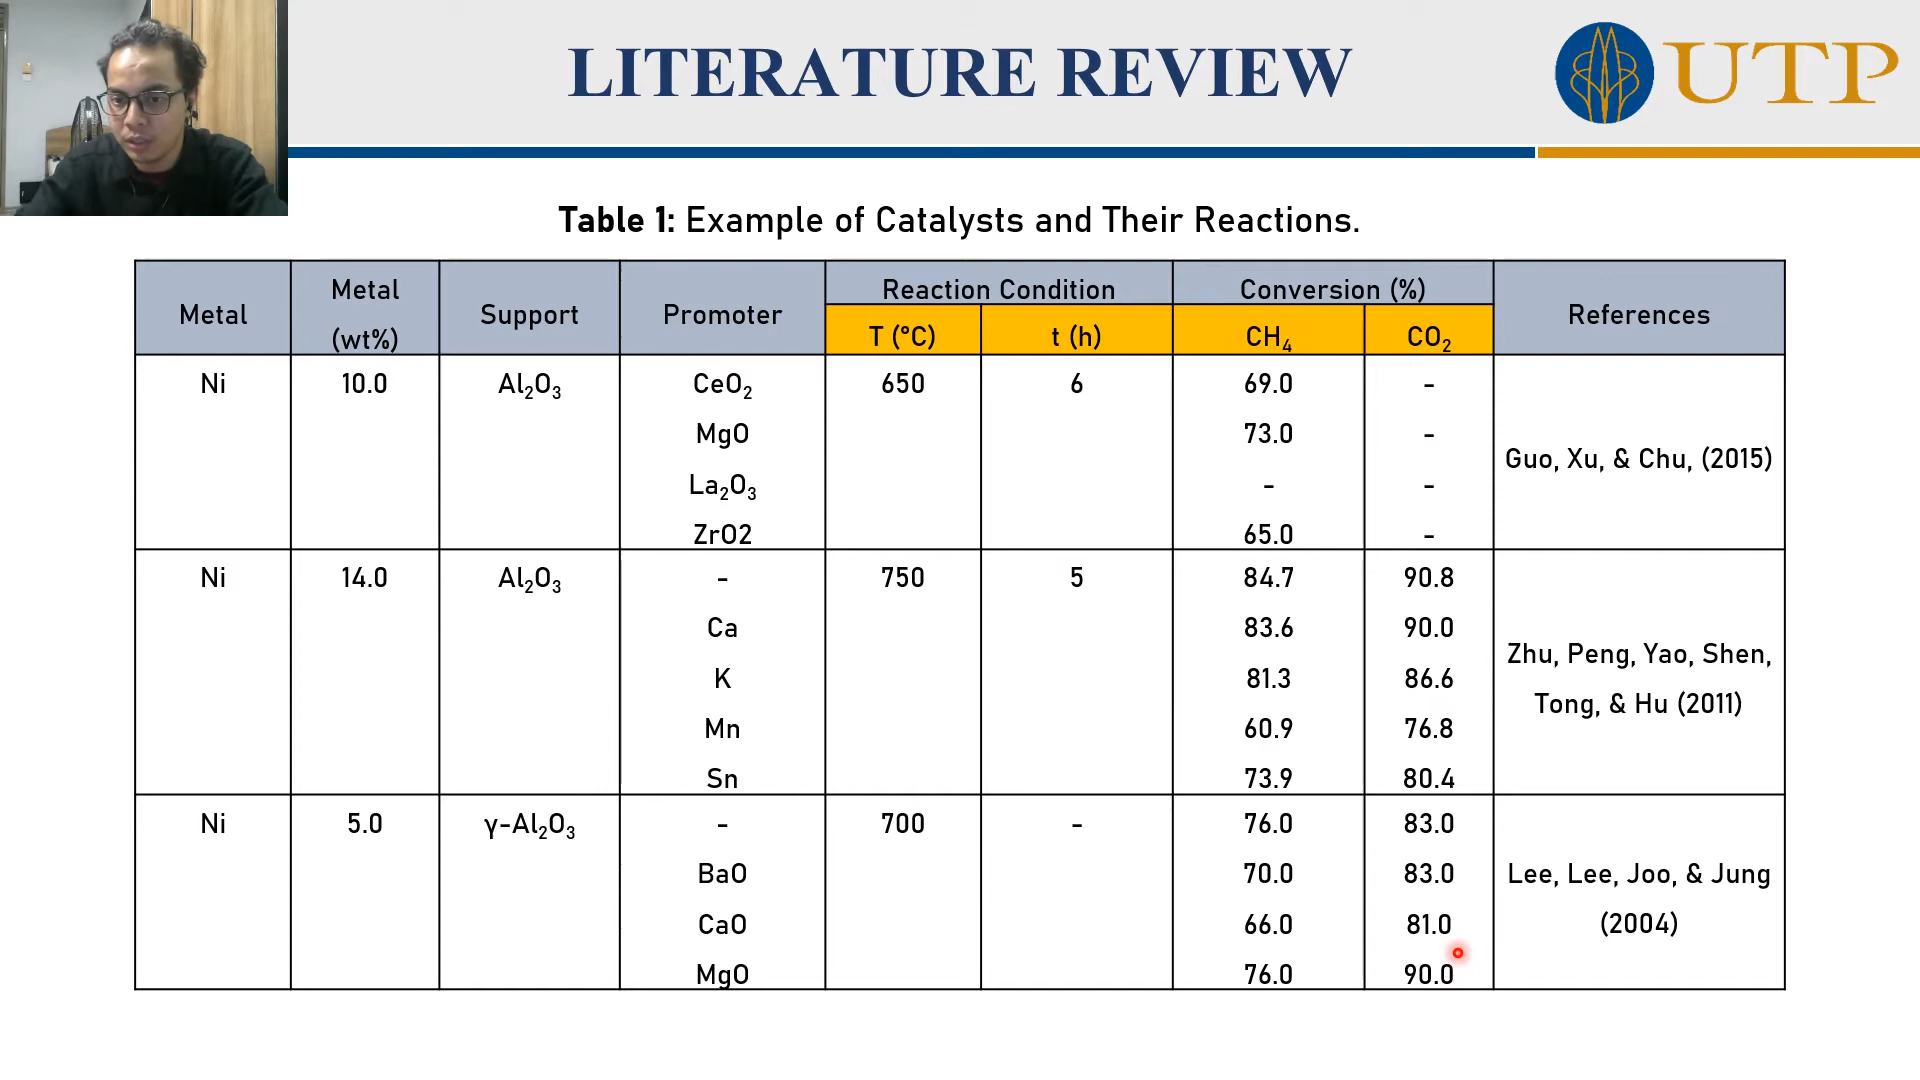 LITERATURE REVIEW
UTP
Table 1: Example of Catalysts and Their Reactions.
Metal Metal (wt%) Support Promoter Reaction Condition Conversion (%) References
T (°C) t (h) CH₄ CO₂
Ni 10.0 Al₂O₃ CeO₂ 650 6 69.0 -
MgO 73.0 -
Guo, Xu, & Chu, (2015)
La₂O₃ - -
ZrO2 65.0 -
Ni 14.0 Al₂O₃ - 750 5 84.7 90.8
Ca 83.6 90.0
Zhu, Peng, Yao, Shen,
K 81.3 86.6
Tong, & Hu (2011)
Mn 60.9 76.8
Sn 73.9 80.4
Ni 5.0 γ-Al₂O₃ - 700 - 76.0 83.0
BaO 70.0 83.0 Lee, Lee, Joo, & Jung
CaO 66.0 81.0 (2004)
MgO 76.0 90.0